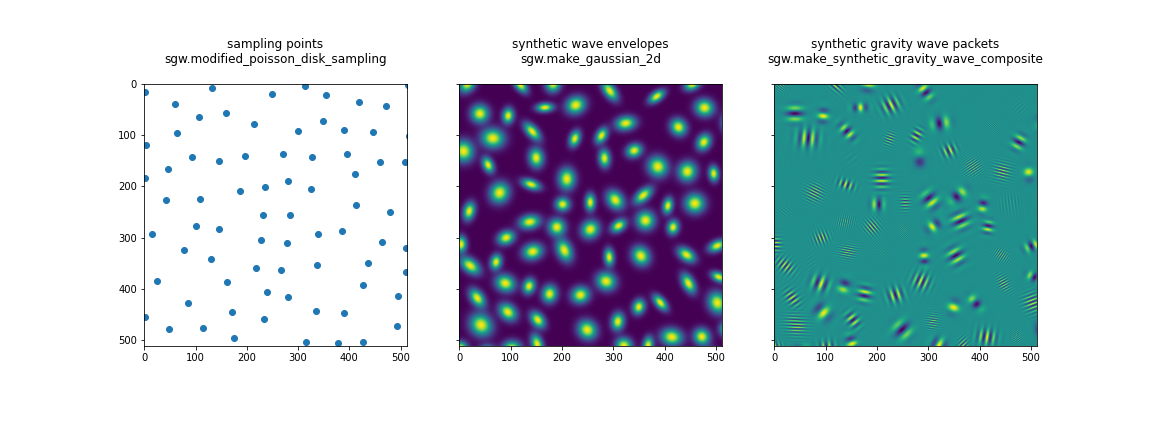 sampling points
sgw.modified_poisson_disk_sampling
synthetic wave envelopes
sgw.make_gaussian_2d
synthetic gravity wave packets
sgw.make_synthetic_gravity_wave_composite
0
100
200
300
400
500
0 100 200 300 400 500
0 100 200 300 400 500
0 100 200 300 400 500